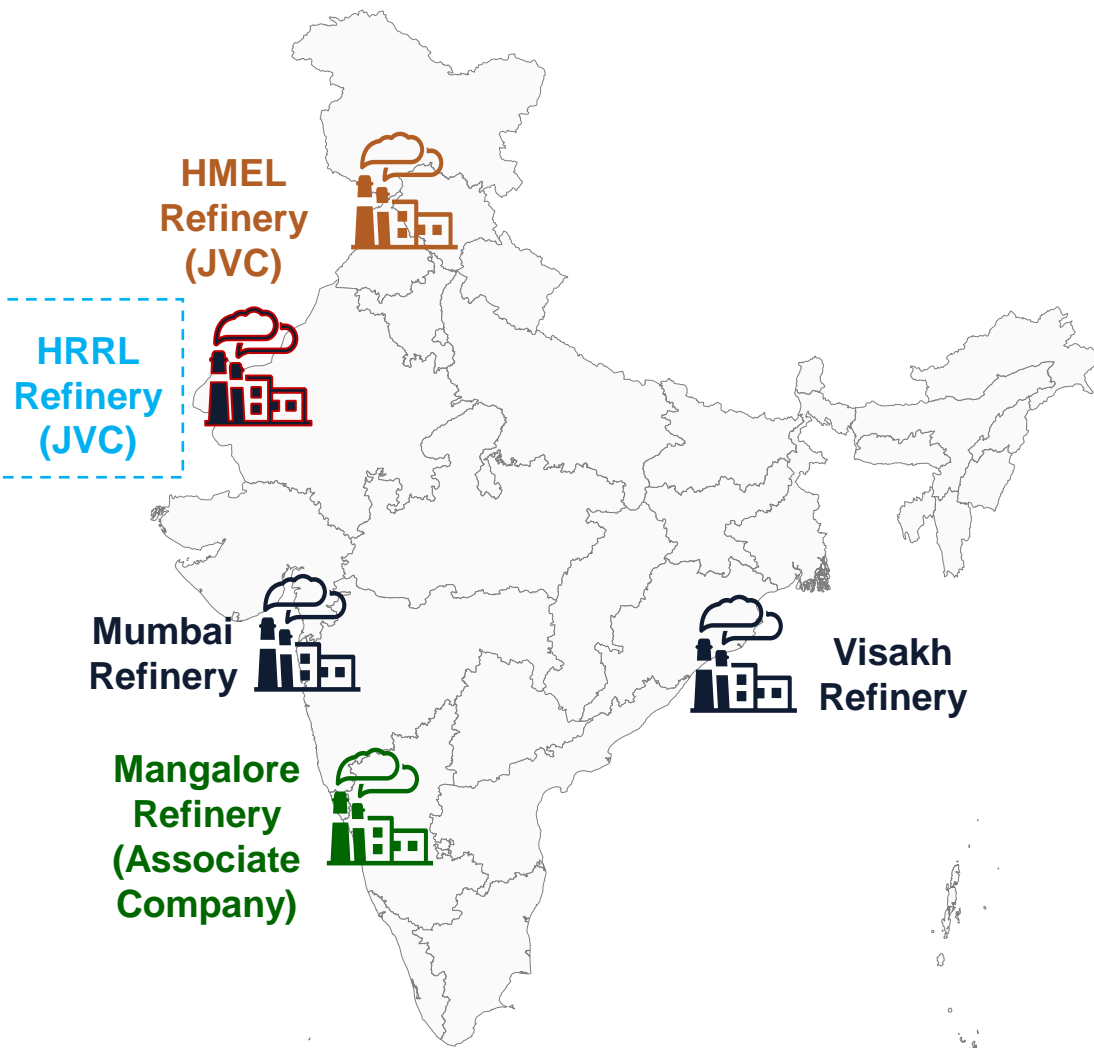 HMEL
Refinery
(JVC)
HRRL
Refinery
(JVC)
Mumbai
Refinery
Visakh
Refinery
Mangalore
Refinery
(Associate
Company)